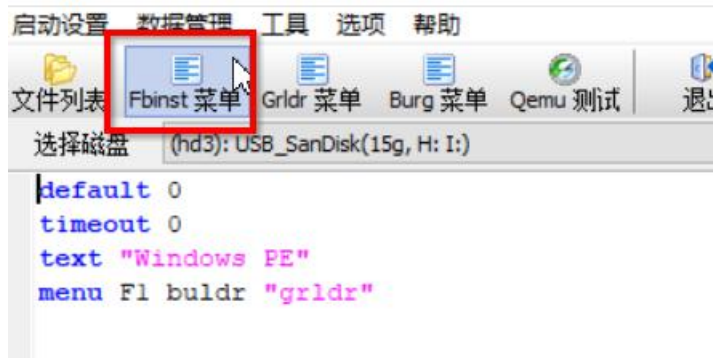 启动设置 数据管理 工具 选项 帮助
文件列表 Fbinst 菜单 Grldr 菜单 Burg 菜单 Qemu 测试
选择磁盘 (hd3): USB_SanDisk(15g, H: I:)
default 0
timeout 0
text "Windows PE"
menu F1 buldr "grldr"